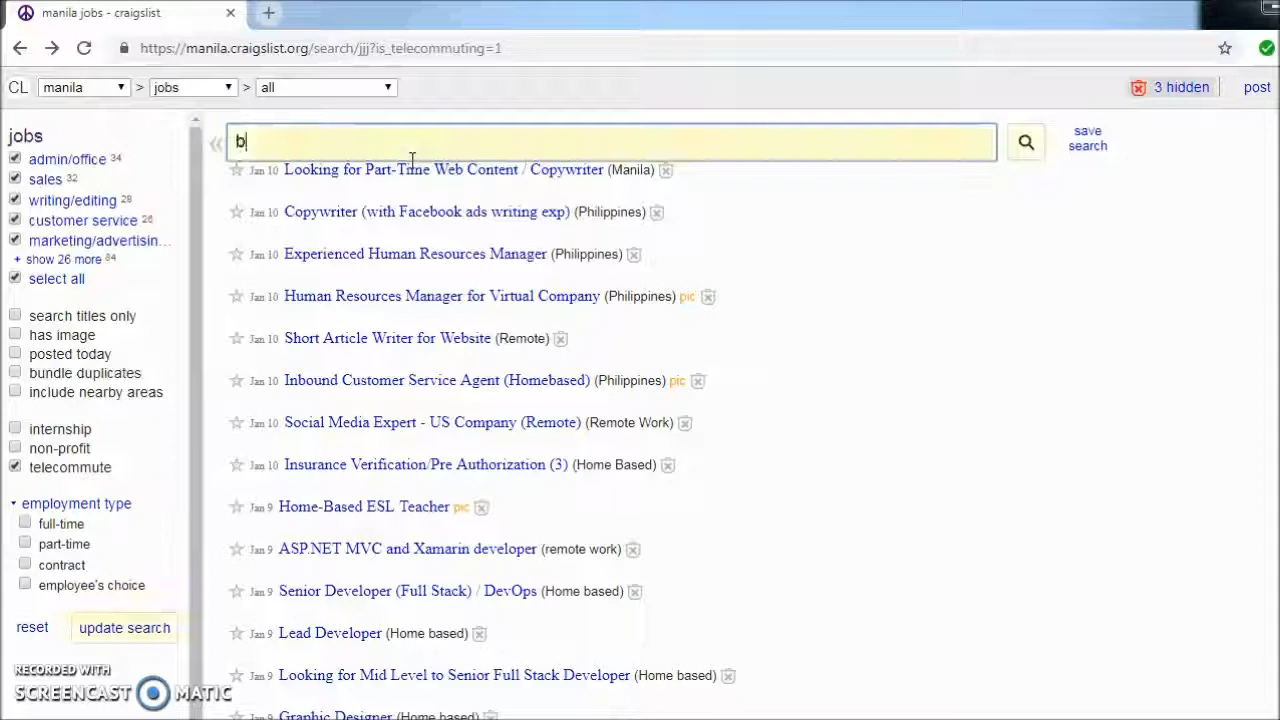 manila jobs - craigslist
https://manila.craigslist.org/search/jjj?is_telecommuting=1
CL manila > jobs > all 3 hidden post
jobs
admin/office 34
sales 32
writing/editing 28
customer service 26
marketing/advertisin...
+ show 26 more 84
select all
search titles only
has image
posted today
bundle duplicates
include nearby areas
internship
non-profit
telecommute
employment type
full-time
part-time
contract
employee's choice
reset update search
b
save search
Jan 10 Looking for Part-Time Web Content / Copywriter (Manila)
Jan 10 Copywriter (with Facebook ads writing exp) (Philippines)
Jan 10 Experienced Human Resources Manager (Philippines)
Jan 10 Human Resources Manager for Virtual Company (Philippines) pic
Jan 10 Short Article Writer for Website (Remote)
Jan 10 Inbound Customer Service Agent (Homebased) (Philippines) pic
Jan 10 Social Media Expert - US Company (Remote) (Remote Work)
Jan 10 Insurance Verification/Pre Authorization (3) (Home Based)
Jan 9 Home-Based ESL Teacher pic
Jan 9 ASP.NET MVC and Xamarin developer (remote work)
Jan 9 Senior Developer (Full Stack) / DevOps (Home based)
Jan 9 Lead Developer (Home based)
Jan 9 Looking for Mid Level to Senior Full Stack Developer (Home based)
Graphic Designer (Home based)
RECORDED WITH
SCREENCAST MATIC